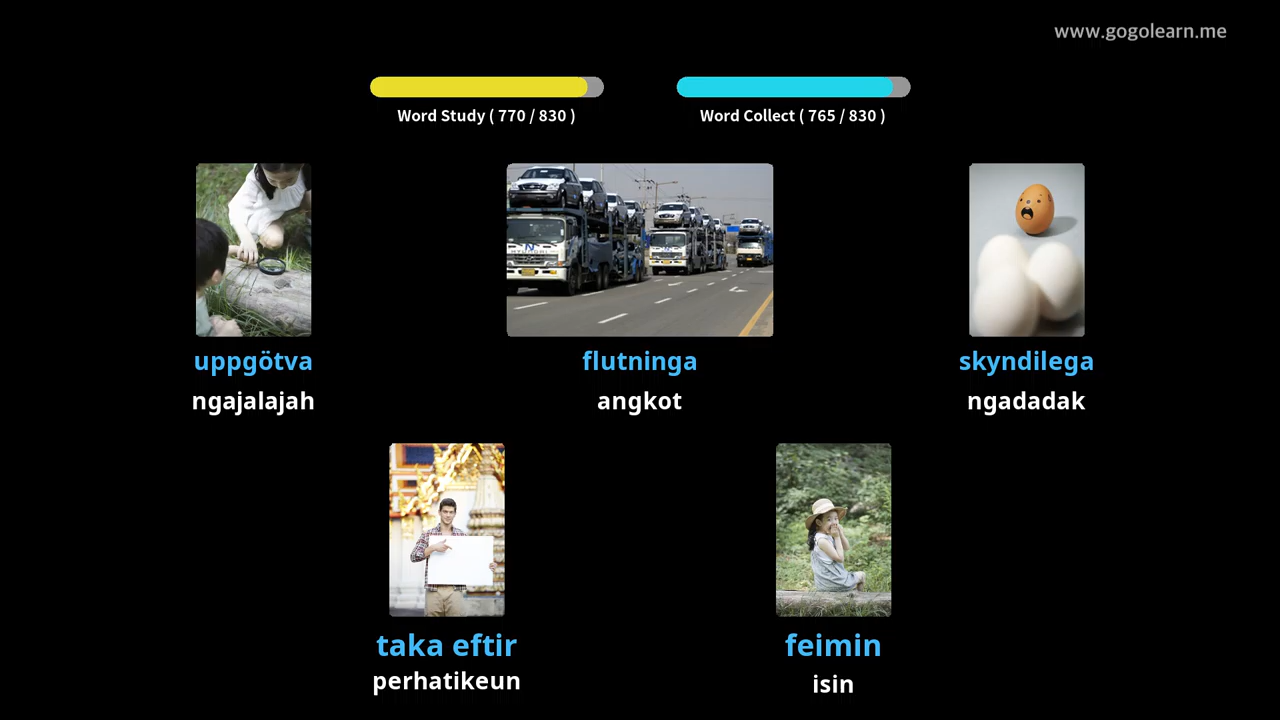 www.gogolearn.me
Word Study ( 770 / 830 )
Word Collect ( 765 / 830 )
uppgötva
flutninga
skyndilega
ngajalajah
angkot
ngadadak
taka eftir
feimin
perhatikeun
isin